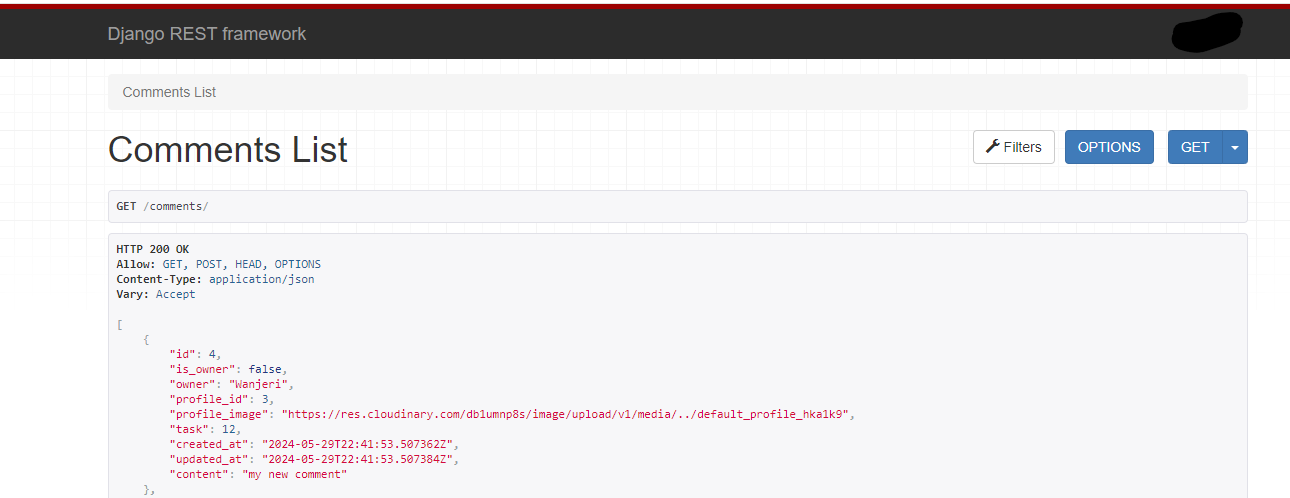 Django REST framework
Comments List
Comments List
Filters
OPTIONS
GET
GET /comments/
HTTP 200 OK
Allow: GET, POST, HEAD, OPTIONS
Content-Type: application/json
Vary: Accept
[
{
"id": 4,
"is_owner": false,
"owner": "Wanjeri",
"profile_id": 3,
"profile_image": "https://res.cloudinary.com/db1umnp8s/image/upload/v1/media/../default_profile_hka1k9",
"task": 12,
"created_at": "2024-05-29T22:41:53.507362Z",
"updated_at": "2024-05-29T22:41:53.507384Z",
"content": "my new comment"
},